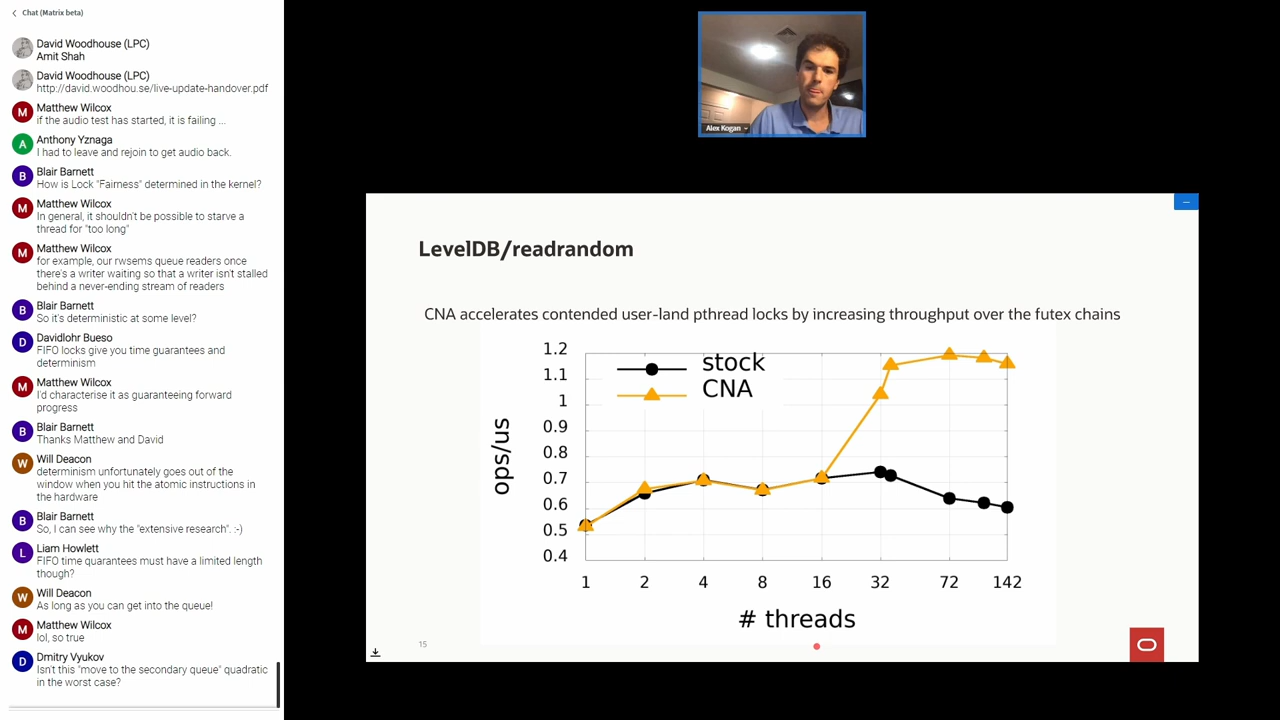 Chat (Matrix beta)
David Woodhouse (LPC)
Amit Shah
David Woodhouse (LPC)
http://david.woodhou.se/live-update-handover.pdf
M
Matthew Wilcox
if the audio test has started, it is failing ...
A
Anthony Yznaga
I had to leave and rejoin to get audio back.
B
Blair Barnett
How is Lock "Fairness" determined in the kernel?
M
Matthew Wilcox
In general, it shouldn't be possible to starve a
thread for "too long"
M
Matthew Wilcox
for example, our rwsems queue readers once
there's a writer waiting so that a writer isn't stalled
behind a never-ending stream of readers
B
Blair Barnett
So it's deterministic at some level?
D
Davidlohr Bueso
FIFO locks give you time guarantees and
determinism
M
Matthew Wilcox
I'd characterise it as guaranteeing forward
progress
B
Blair Barnett
Thanks Matthew and David
W
Will Deacon
determinism unfortunately goes out of the
window when you hit the atomic instructions in
the hardware
B
Blair Barnett
So, I can see why the "extensive research". :-)
L
Liam Howlett
FIFO time quarantees must have a limited length
though?
W
Will Deacon
As long as you can get into the queue!
M
Matthew Wilcox
lol, so true
D
Dmitry Vyukov
Isn't this "move to the secondary queue" quadratic
in the worst case?
Alex Kogan
LevelDB/readrandom
CNA accelerates contended user-land pthread locks by increasing throughput over the futex chains
stock
CNA
ops/us
1.2
1.1
1
0.9
0.8
0.7
0.6
0.5
0.4
1 2 4 8 16 32 72 142
# threads
15